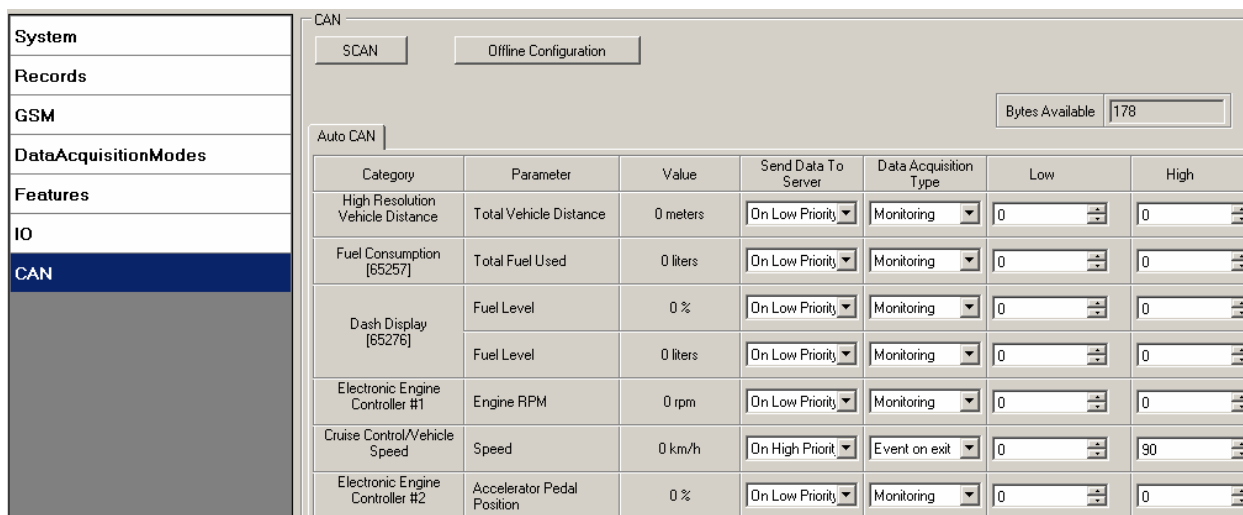 System
Records
GSM
DataAcquisitionModes
Features
IO
CAN
CAN
SCAN
Offline Configuration
Bytes Available 178
Auto CAN
Category Parameter Value Send Data To Server Data Acquisition Type Low High
High Resolution Vehicle Distance Total Vehicle Distance 0 meters On Low Priority Monitoring 0 0
Fuel Consumption [65257] Total Fuel Used 0 liters On Low Priority Monitoring 0 0
Dash Display [65276] Fuel Level 0 % On Low Priority Monitoring 0 0
Fuel Level 0 liters On Low Priority Monitoring 0 0
Electronic Engine Controller #1 Engine RPM 0 rpm On Low Priority Monitoring 0 0
Cruise Control/Vehicle Speed Speed 0 km/h On High Priorit Event on exit 0 90
Electronic Engine Controller #2 Accelerator Pedal Position 0 % On Low Priority Monitoring 0 0